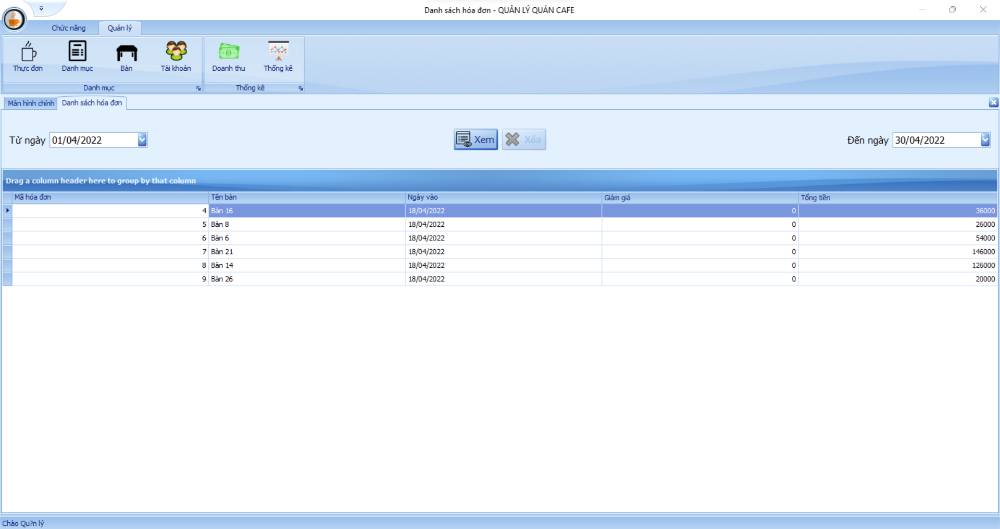 Danh sách hóa đơn - QUẢN LÝ QUÁN CAFE
Chức năng Quản lý
Thực đơn Danh mục Bàn Tài khoản Doanh thu Thống kê
Danh mục Thống kê
Màn hình chính Danh sách hóa đơn
Từ ngày 01/04/2022 Xem Xóa Đến ngày 30/04/2022
Drag a column header here to group by that column
Mã hóa đơn Tên bàn Ngày vào Giảm giá Tổng tiền
4 Bàn 16 18/04/2022 0 36000
5 Bàn 8 18/04/2022 0 26000
6 Bàn 6 18/04/2022 0 54000
7 Bàn 21 18/04/2022 0 146000
8 Bàn 14 18/04/2022 0 126000
9 Bàn 26 18/04/2022 0 20000
Chào Qu?n lý